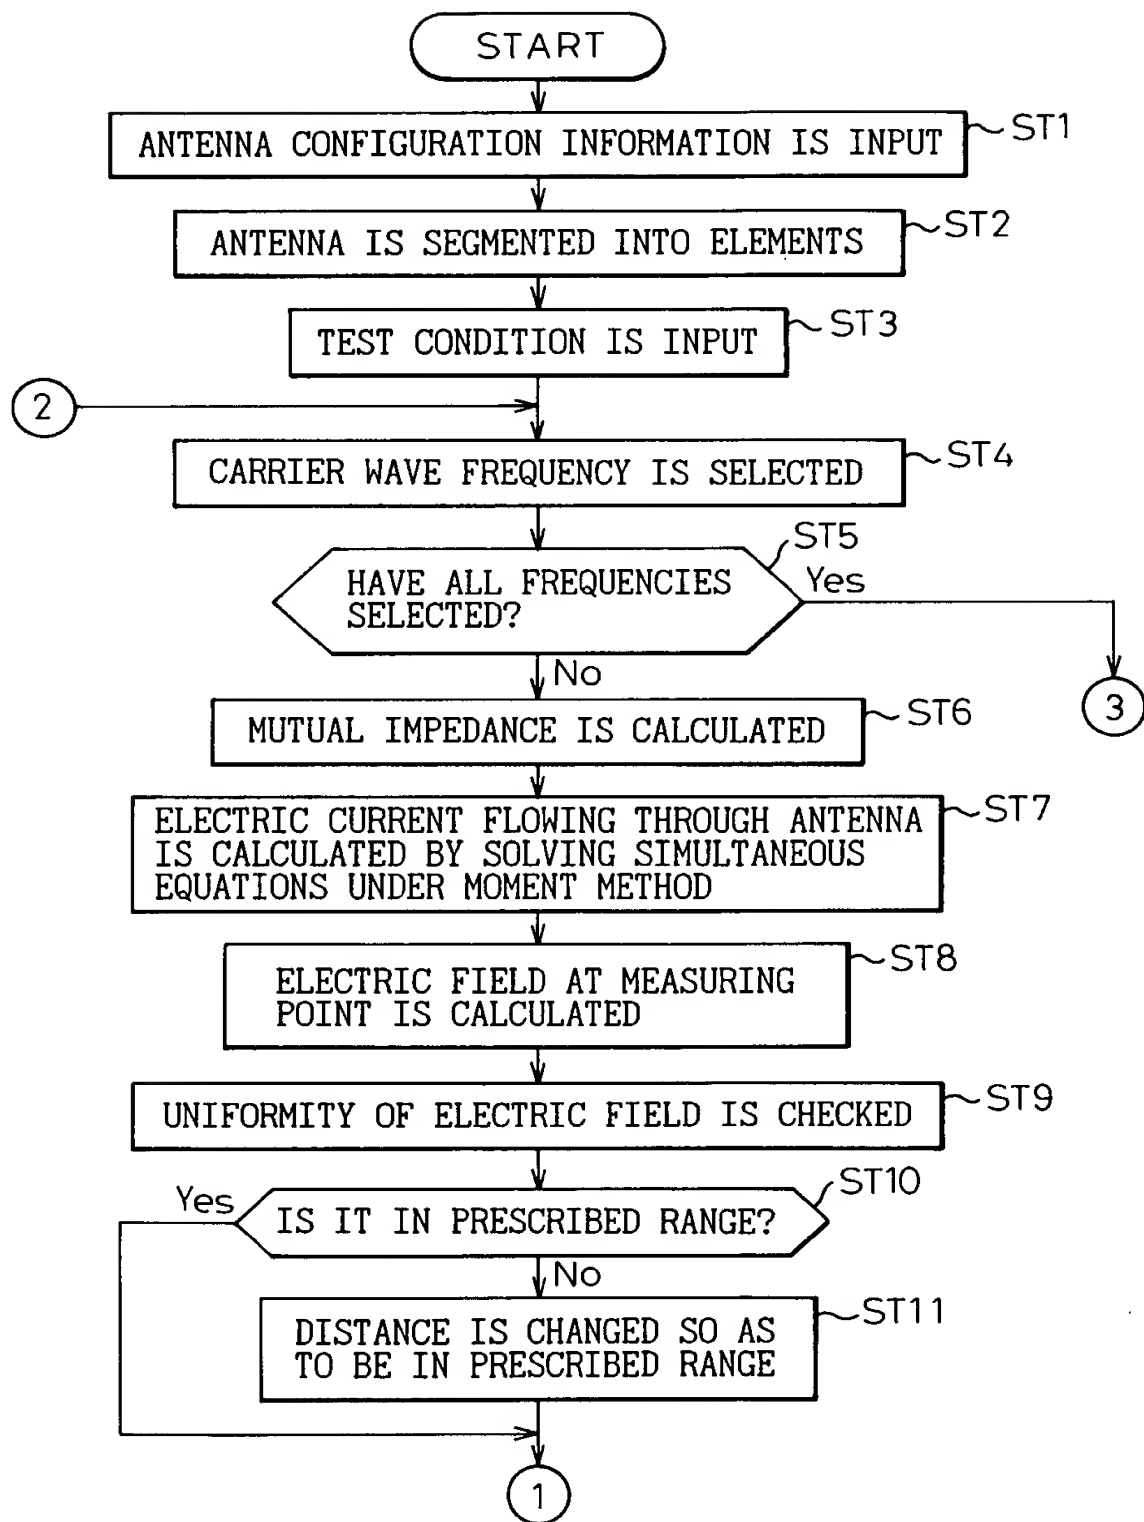 START
ANTENNA CONFIGURATION INFORMATION IS INPUT
ST1
ANTENNA IS SEGMENTED INTO ELEMENTS
ST2
TEST CONDITION IS INPUT
ST3
2
CARRIER WAVE FREQUENCY IS SELECTED
ST4
ST5
HAVE ALL FREQUENCIES
SELECTED?
Yes
No
3
MUTUAL IMPEDANCE IS CALCULATED
ST6
ELECTRIC CURRENT FLOWING THROUGH ANTENNA
IS CALCULATED BY SOLVING SIMULTANEOUS
EQUATIONS UNDER MOMENT METHOD
ST7
ELECTRIC FIELD AT MEASURING
POINT IS CALCULATED
ST8
UNIFORMITY OF ELECTRIC FIELD IS CHECKED
ST9
Yes
IS IT IN PRESCRIBED RANGE?
ST10
No
DISTANCE IS CHANGED SO AS
TO BE IN PRESCRIBED RANGE
ST11
1